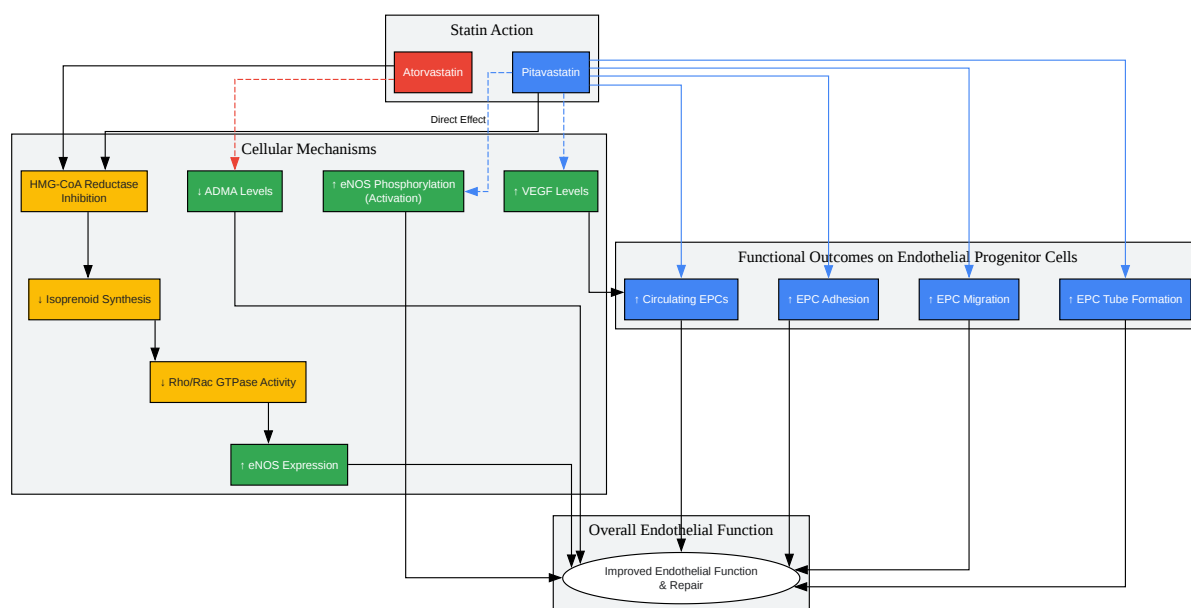 Statin Action
Atorvastatin
Pitavastatin
Direct Effect
Cellular Mechanisms
HMG-CoA Reductase
Inhibition
↓ ADMA Levels
↑ eNOS Phosphorylation
(Activation)
↑ VEGF Levels
Functional Outcomes on Endothelial Progenitor Cells
↓ Isoprenoid Synthesis
↑ Circulating EPCs
↑ EPC Adhesion
↑ EPC Migration
↑ EPC Tube Formation
↓ Rho/Rac GTPase Activity
↑ eNOS Expression
Overall Endothelial Function
Improved Endothelial Function
& Repair